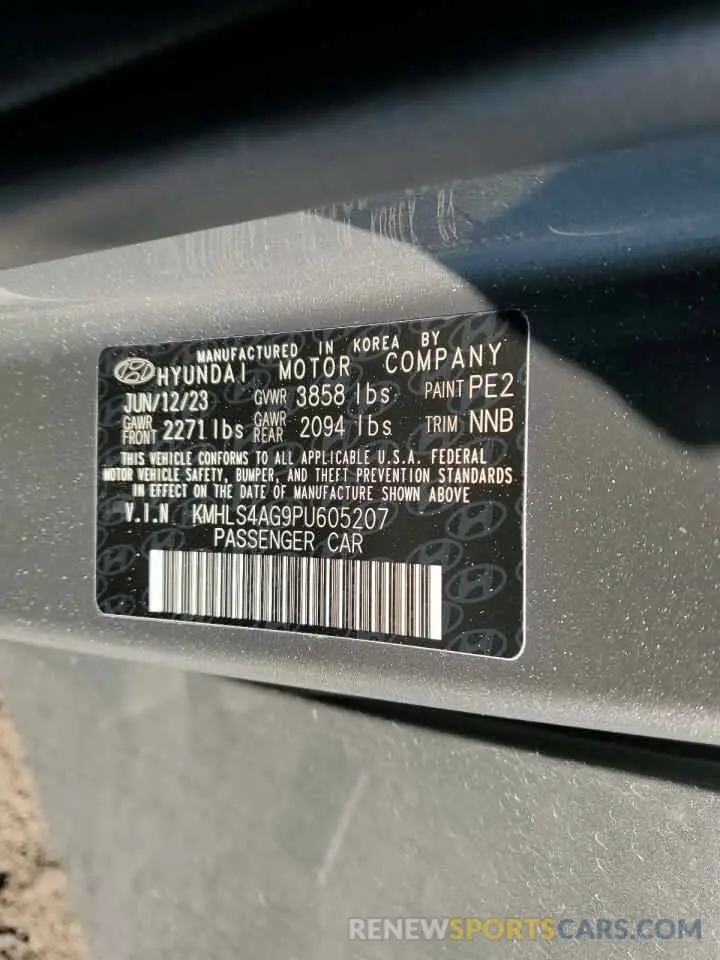 MANUFACTURED IN KOREA BY
HYUNDAI MOTOR COMPANY
JUN/12/23 GVWR 3858 lbs PAINT PE2
GAWR FRONT 2271 lbs GAWR REAR 2094 lbs TRIM NNB
THIS VEHICLE CONFORMS TO ALL APPLICABLE U.S.A. FEDERAL
MOTOR VEHICLE SAFETY, BUMPER, AND THEFT PREVENTION STANDARDS
IN EFFECT ON THE DATE OF MANUFACTURE SHOWN ABOVE
V.I.N KMHLS4AG9PU605207
PASSENGER CAR
RENEWSPORTSCARS.COM